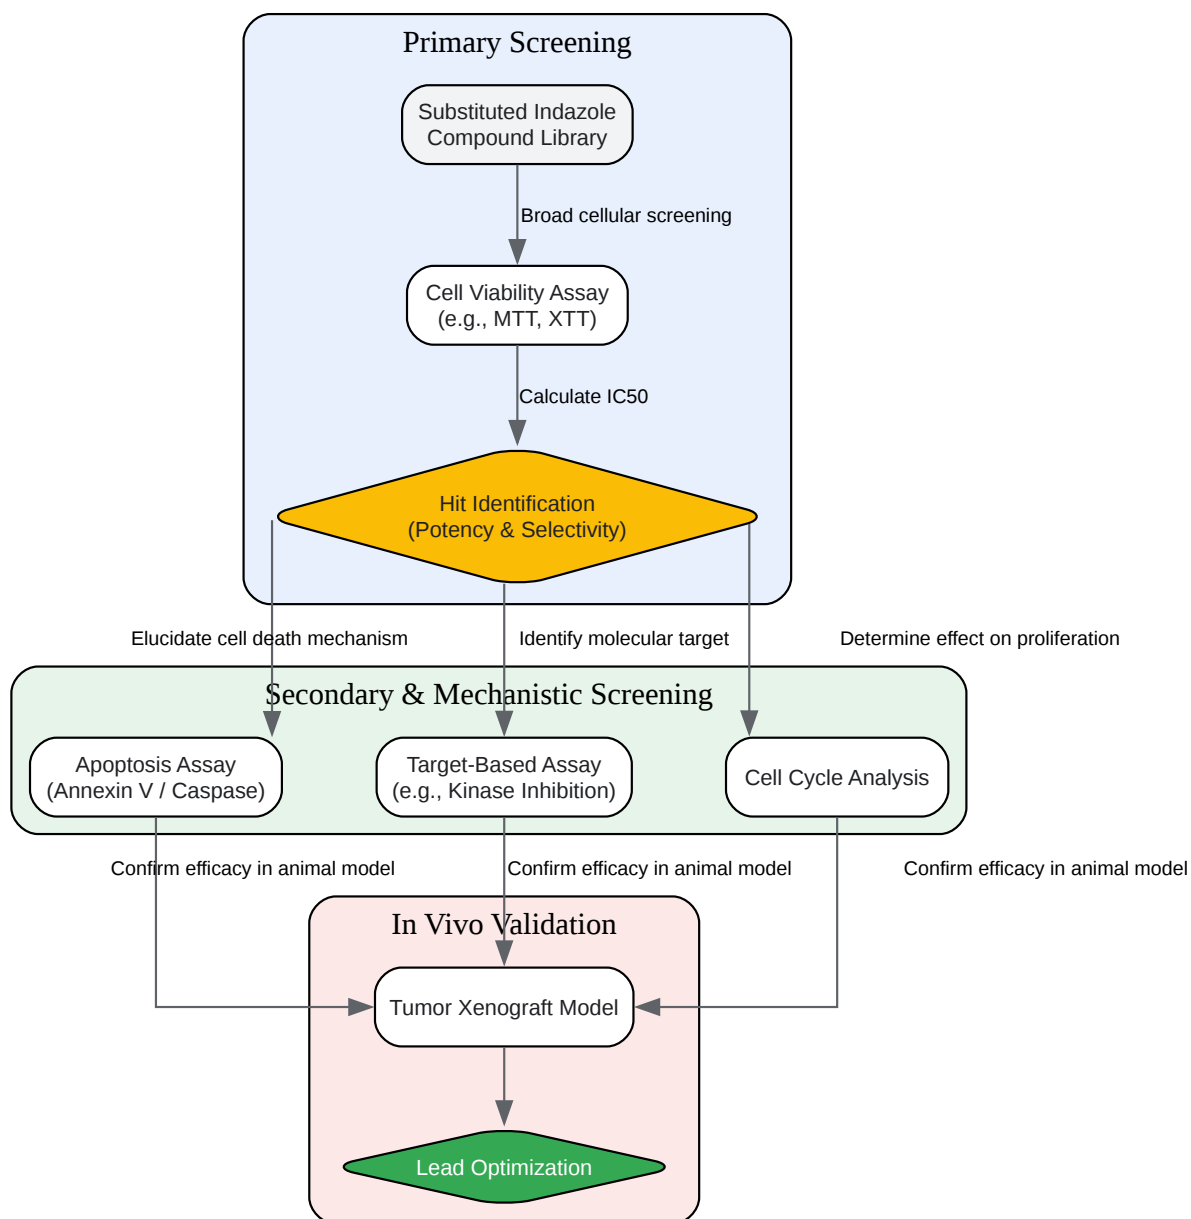 Primary Screening
Substituted Indazole
Compound Library
Broad cellular screening
Cell Viability Assay
(e.g., MTT, XTT)
Calculate IC50
Hit Identification
(Potency & Selectivity)
Elucidate cell death mechanism
Identify molecular target
Determine effect on proliferation
Secondary & Mechanistic Screening
Apoptosis Assay
(Annexin V / Caspase)
Target-Based Assay
(e.g., Kinase Inhibition)
Cell Cycle Analysis
Confirm efficacy in animal model
Confirm efficacy in animal model
Confirm efficacy in animal model
In Vivo Validation
Tumor Xenograft Model
Lead Optimization